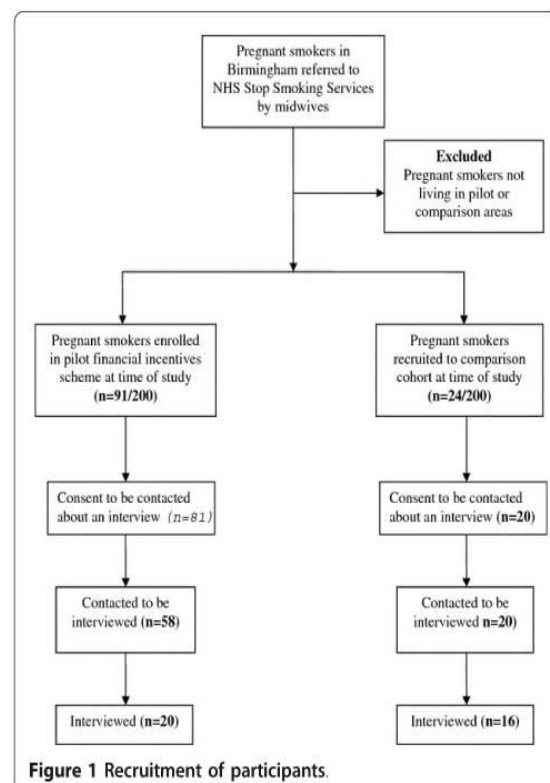 Pregnant smokers in
Birmingham referred to
NHS Stop Smoking Services
by midwives
Excluded
Pregnant smokers not
living in pilot or
comparison areas
Pregnant smokers enrolled
in pilot financial incentives
scheme at time of study
(n=91/200)
Pregnant smokers
recruited to comparison
cohort at time of study
(n=24/200)
Consent to be contacted
about an interview (n=81)
Consent to be contacted
about an interview (n=20)
Contacted to be
interviewed (n=58)
Contacted to be
interviewed n=20)
Interviewed (n=20)
Interviewed (n=16)
Figure 1 Recruitment of participants.